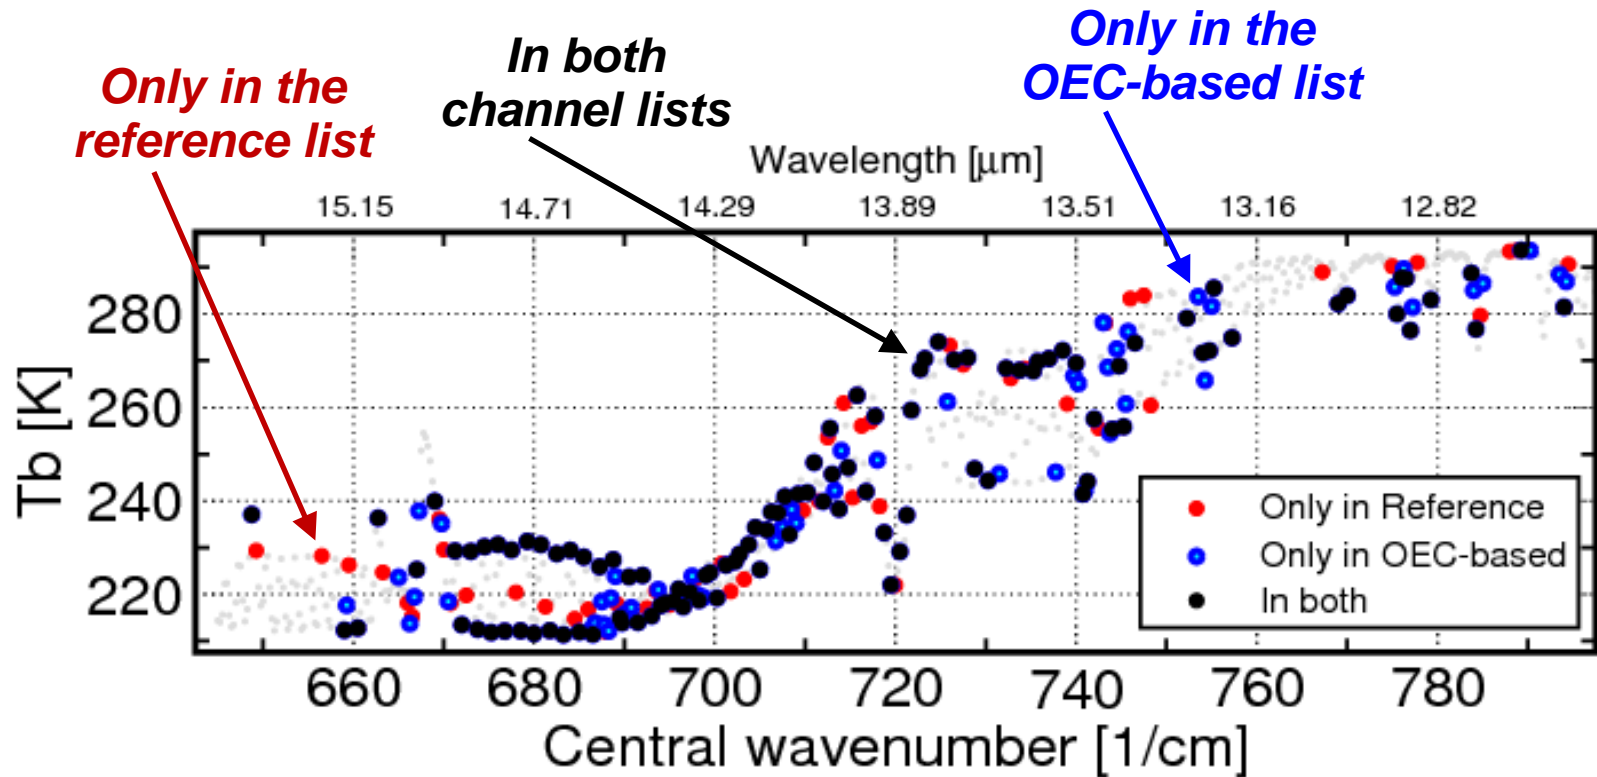 Only in the
OEC-based list
In both
channel lists
Only in the
reference list
Wavelength [μm]
15.15 14.71 14.29 13.89 13.51 13.16 12.82
Tb [K]
280
260
240
220
Only in Reference
Only in OEC-based
In both
660 680 700 720 740 760 780
Central wavenumber [1/cm]